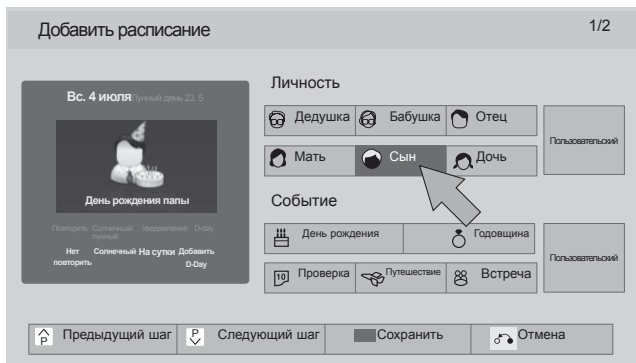 Добавить расписание
1/2
Вс. 4 июля Лунный день 23. 5
День рождения папы
Повторить Солнечный/лунный Уведомление D-day
Нет повторить Солнечный На сутки Добавить D-Day
Личность
Дедушка Бабушка Отец
Мать Сын Дочь
Пользовательский
Событие
День рождения Годовщина
10 Проверка Путешествие Встреча
Пользовательский
P Предыдущий шаг P Следующий шаг Сохранить Отмена